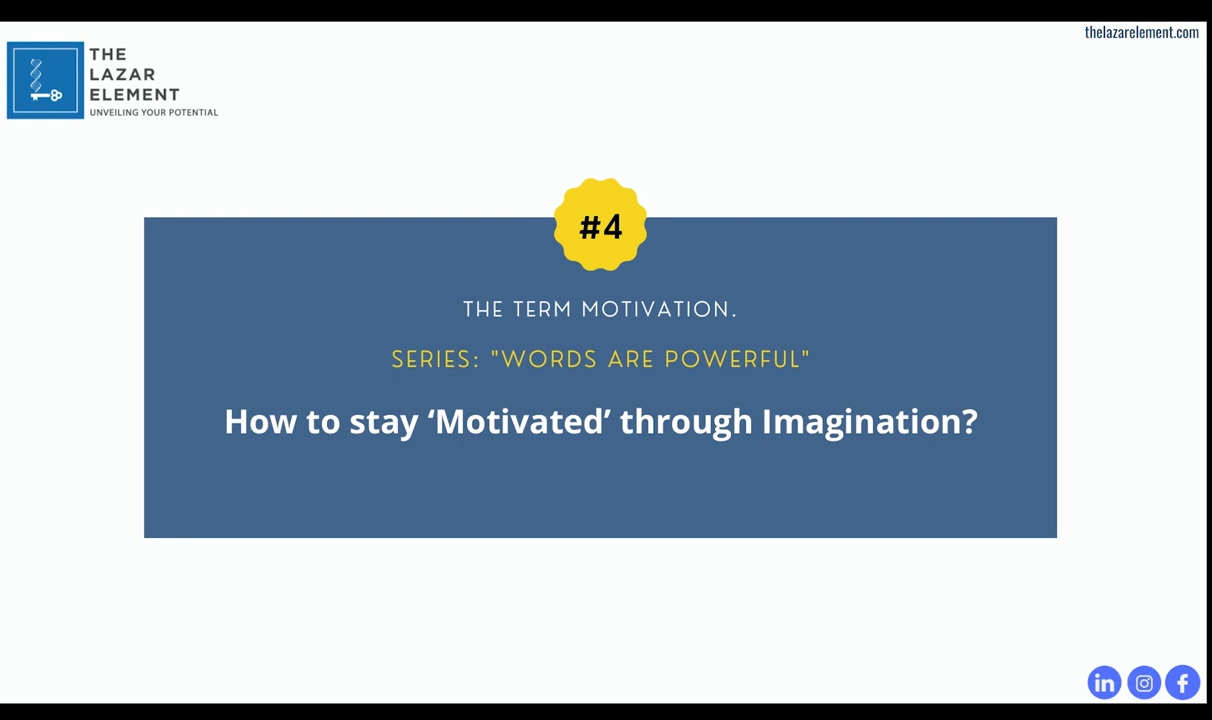 thelazarelement.com
THE
LAZAR
ELEMENT
UNVEILING YOUR POTENTIAL
#4
THE TERM MOTIVATION.
SERIES: "WORDS ARE POWERFUL"
How to stay ‘Motivated’ through Imagination?
in
f